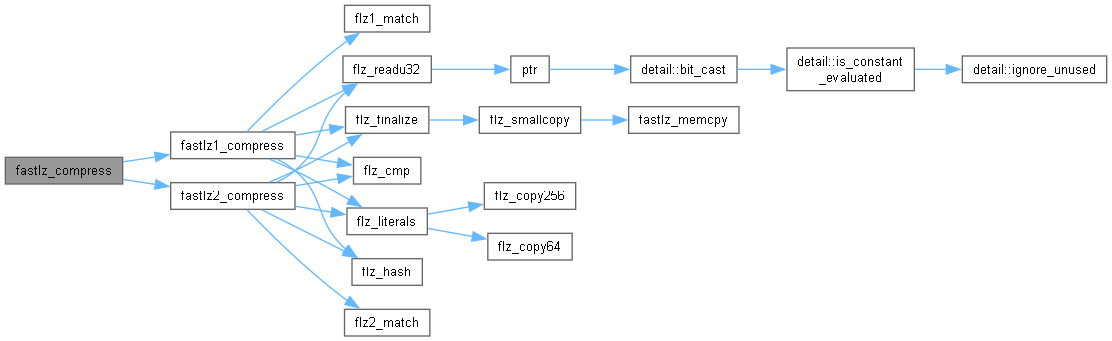 flz1_match
flz_readu32
ptr
detail::bit_cast
detail::is_constant
_evaluated
detail::ignore_unused
flz_finalize
flz_smallcopy
fastlz_memcpy
fastlz1_compress
fastlz_compress
flz_cmp
fastlz2_compress
flz_copy256
flz_literals
flz_copy64
flz_hash
flz2_match